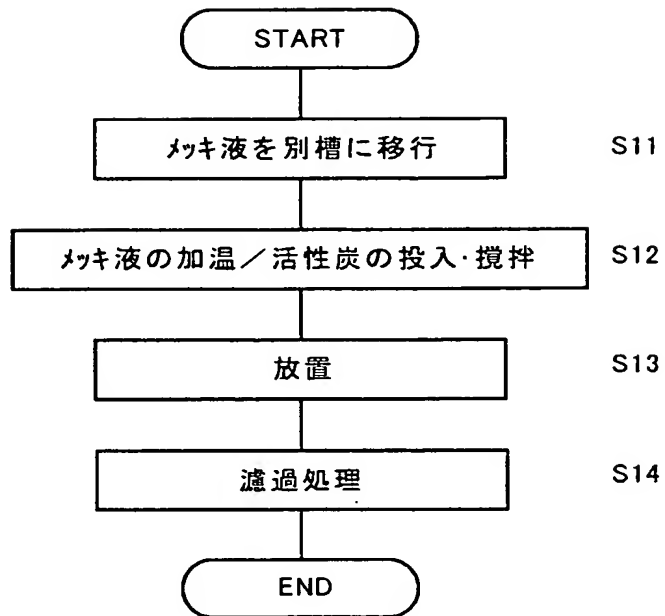 START
メッキ液を別槽に移行 S11
メッキ液の加温／活性炭の投入・撹拌 S12
放置 S13
濾過処理 S14
END